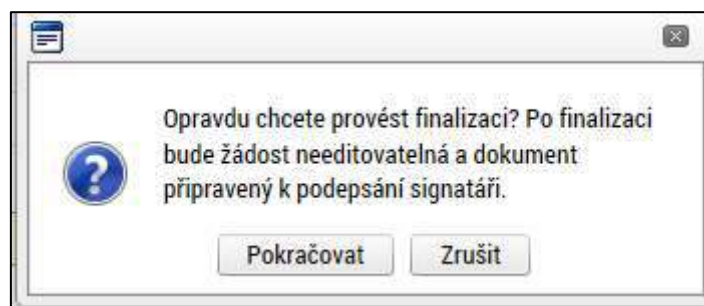 Opravdu chcete provést finalizaci? Po finalizaci
bude žádost needitovatelná a dokument
připravený k podepsání signatáři.
Pokračovat Zrušit